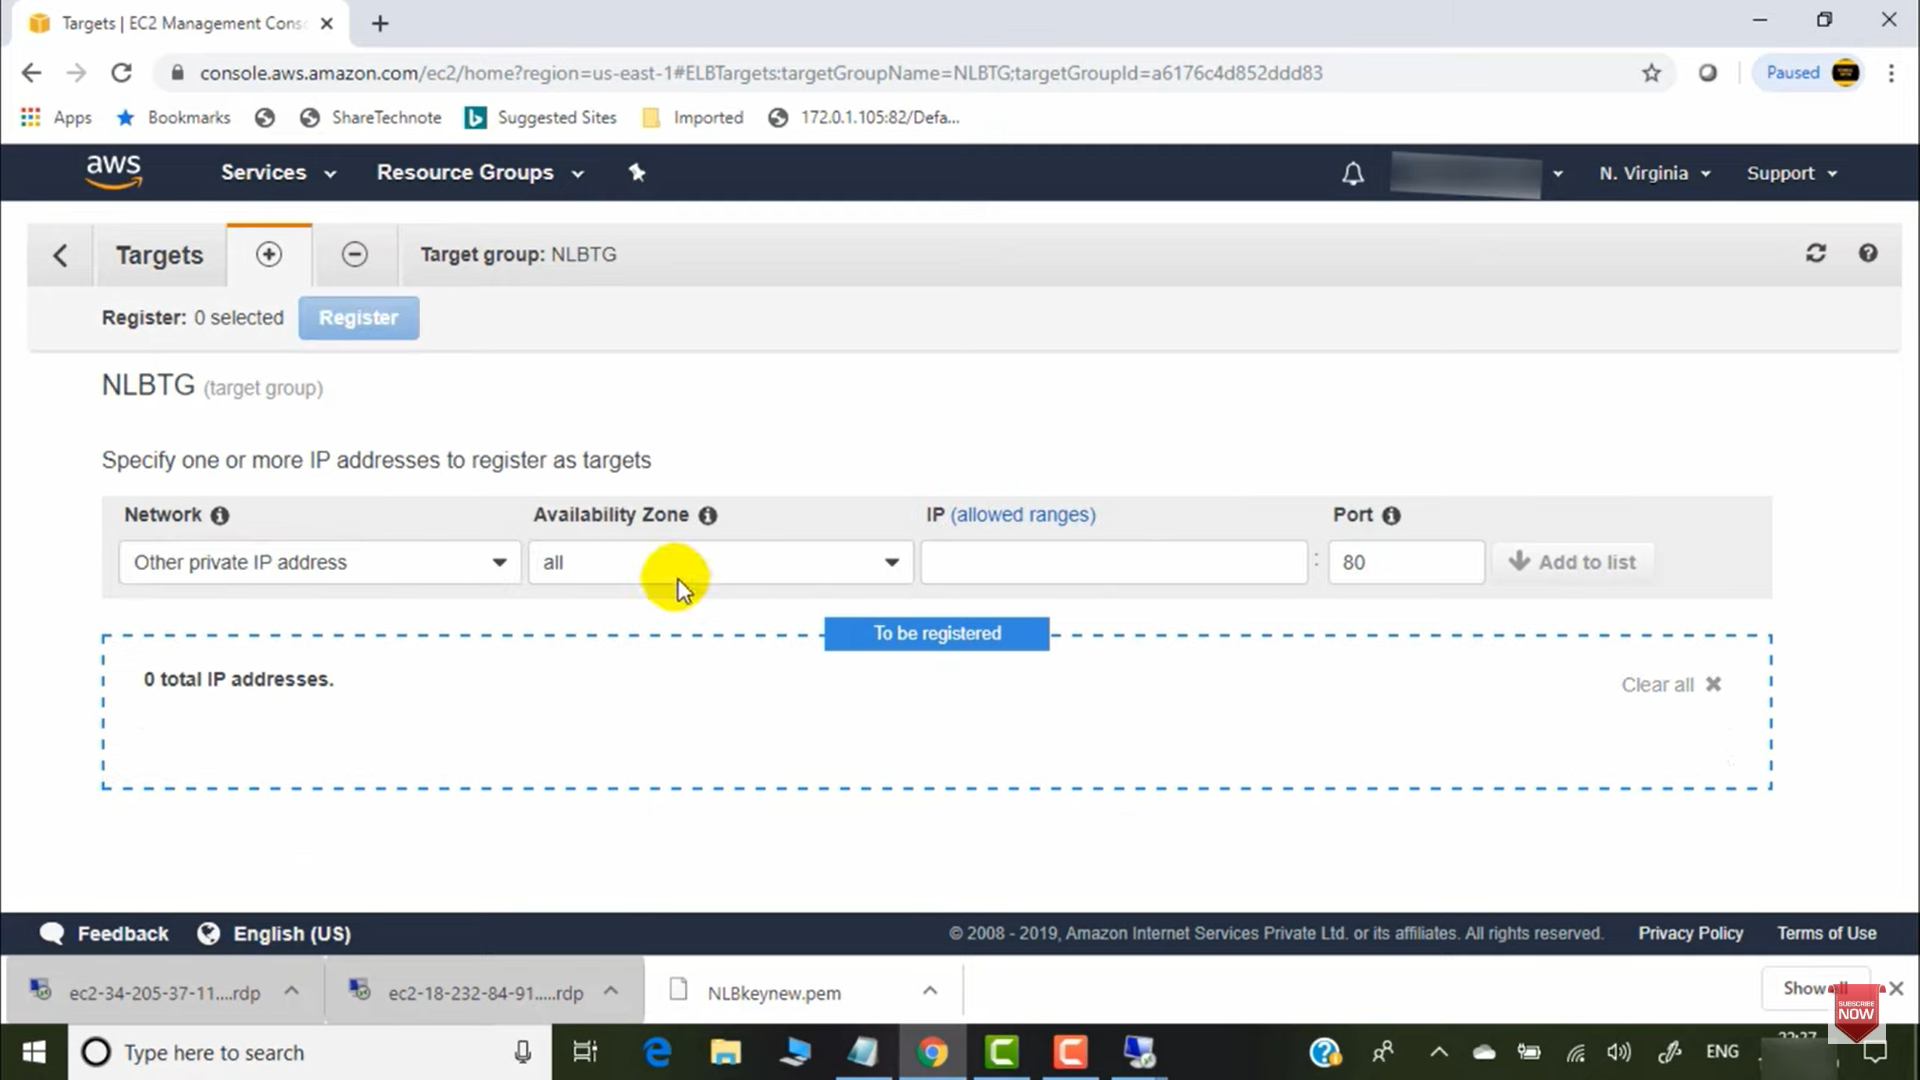 Targets | EC2 Management Cons
console.aws.amazon.com/ec2/home?region=us-east-1#ELBTargets:targetGroupName=NLBTG;targetGroupId=a6176c4d852ddd83
Paused
Apps
Bookmarks
ShareTechnote
Suggested Sites
Imported
172.0.1.105:82/Defa...
aws
Services
Resource Groups
N. Virginia
Support
Targets
Target group: NLBTG
Register: 0 selected
Register
NLBTG (target group)
Specify one or more IP addresses to register as targets
Network
Availability Zone
IP (allowed ranges)
Port
Other private IP address
all
:
80
Add to list
To be registered
0 total IP addresses.
Clear all
Feedback
English (US)
© 2008 - 2019, Amazon Internet Services Private Ltd. or its affiliates. All rights reserved.
Privacy Policy
Terms of Use
ec2-34-205-37-11....rdp
ec2-18-232-84-91.....rdp
NLBkeynew.pem
Show
SUBSCRIBE
NOW
Type here to search
ENG